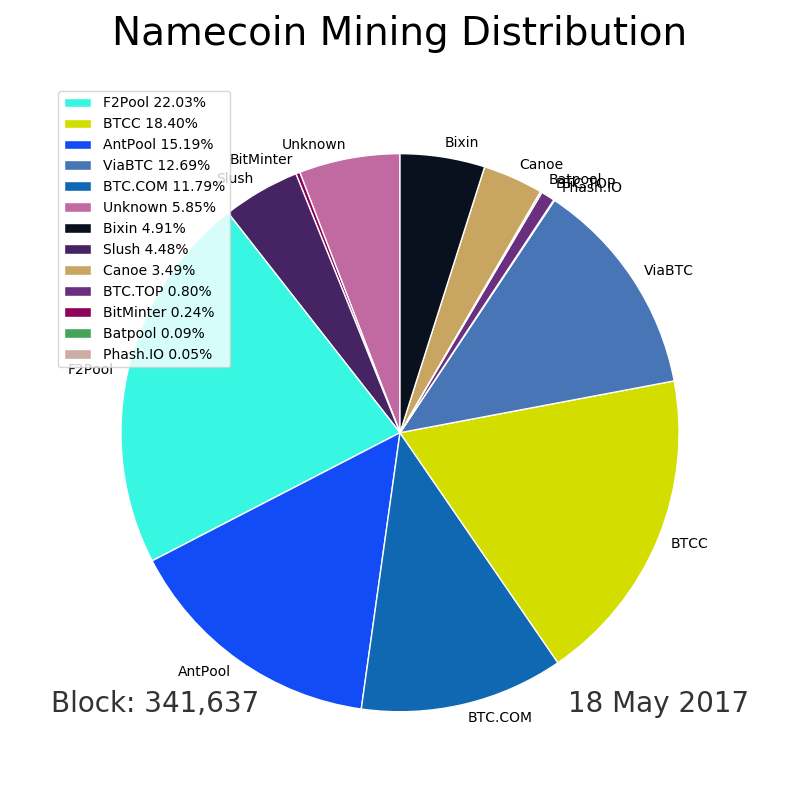 Namecoin Mining Distribution
F2Pool 22.03%
BTCC 18.40%
AntPool 15.19%
ViaBTC 12.69%
BTC.COM 11.79%
Unknown 5.85%
Bixin 4.91%
Slush 4.48%
Canoe 3.49%
BTC.TOP 0.80%
BitMinter 0.24%
Batpool 0.09%
Phash.IO 0.05%
Unknown
BitMinter
Slush
F2Pool
AntPool
BTC.COM
BTCC
ViaBTC
Phash.IO
BTC.TOP
Batpool
Canoe
Bixin
Block: 341,637
18 May 2017